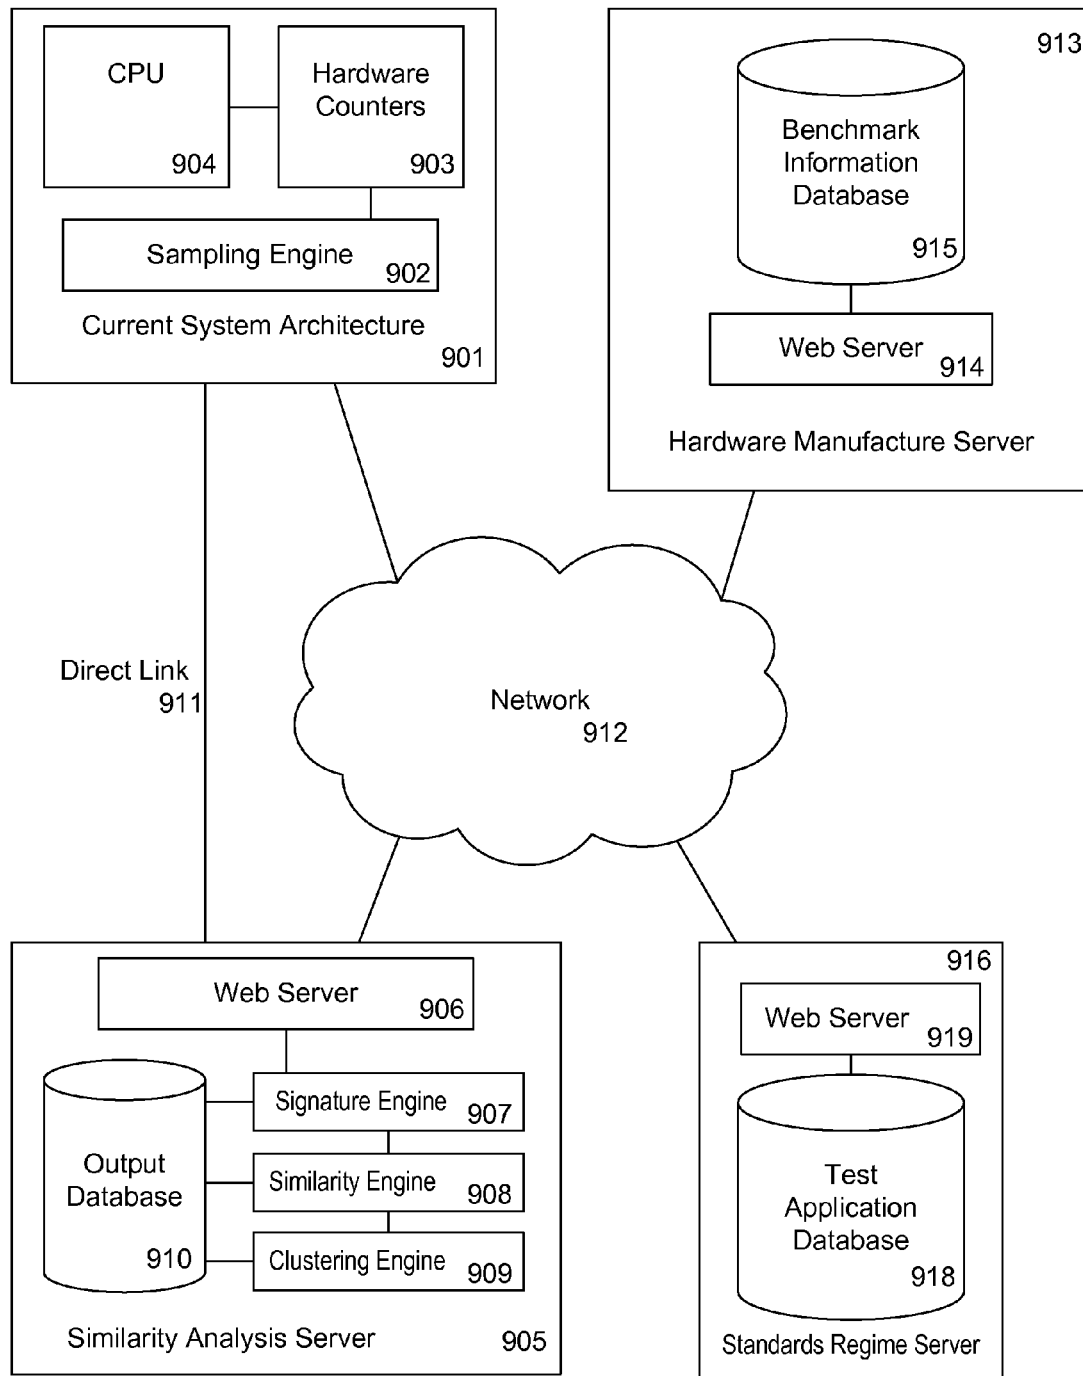 CPU
904
Hardware
Counters
903
Sampling Engine
902
Current System Architecture
901
913
Benchmark
Information
Database
915
Web Server
914
Hardware Manufacture Server
Direct Link
911
Network
912
Web Server
906
Output
Database
910
Signature Engine
907
Similarity Engine
908
Clustering Engine
909
Similarity Analysis Server
905
916
Web Server
919
Test
Application
Database
918
Standards Regime Server